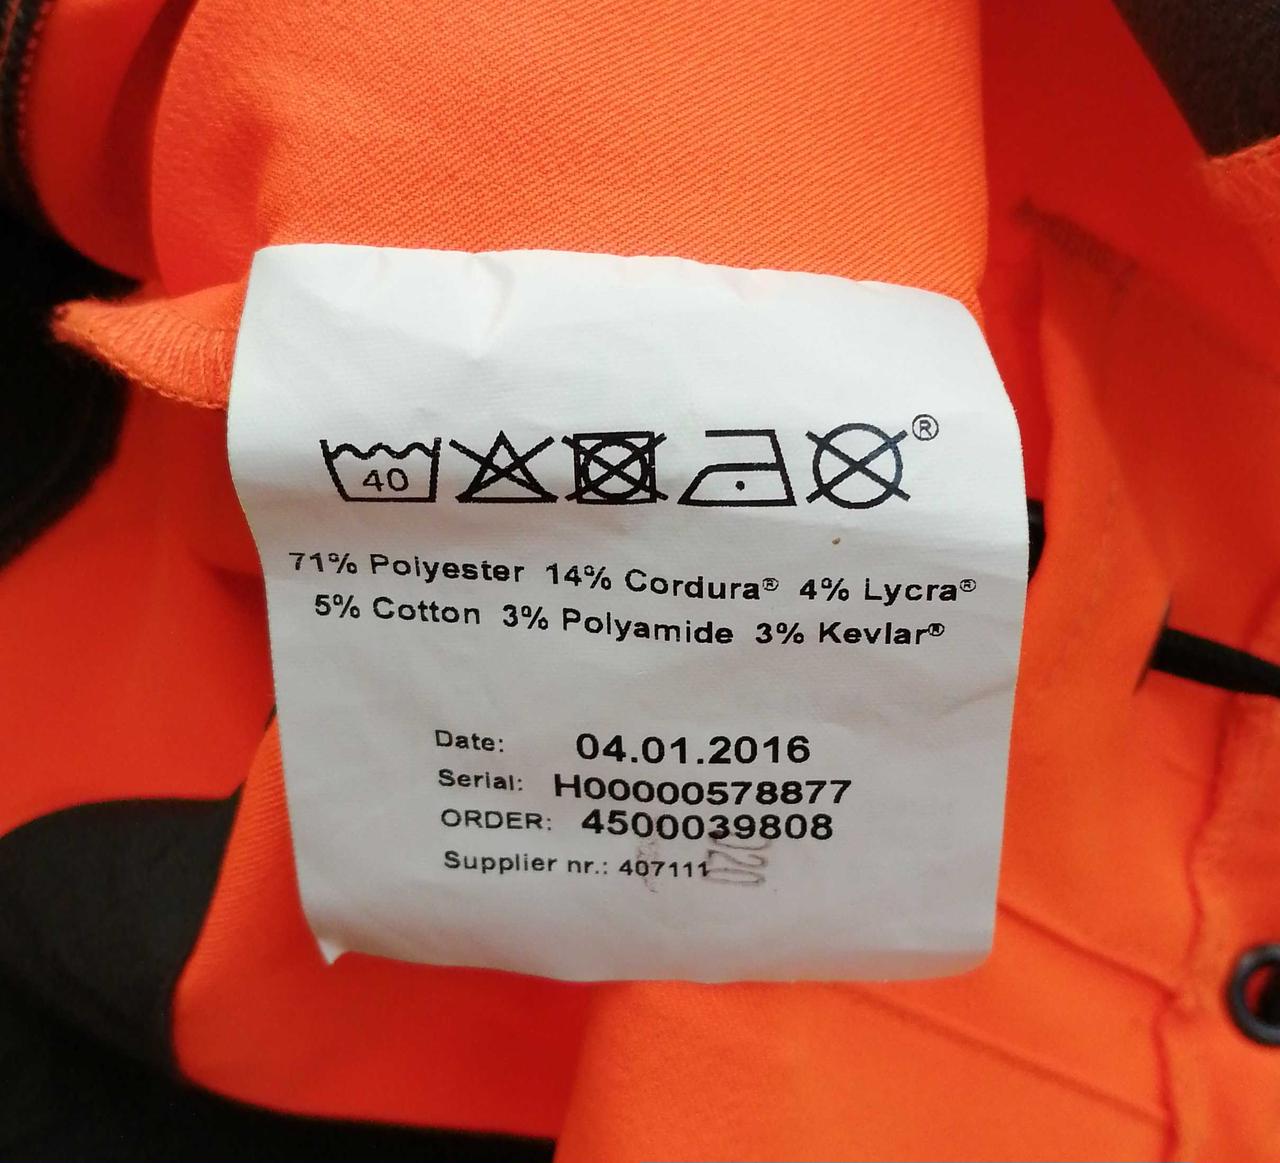 40
®
71% Polyester 14% Cordura® 4% Lycra®
5% Cotton 3% Polyamide 3% Kevlar®
Date: 04.01.2016
Serial: H00000578877
ORDER: 4500039808
Supplier nr.: 407111